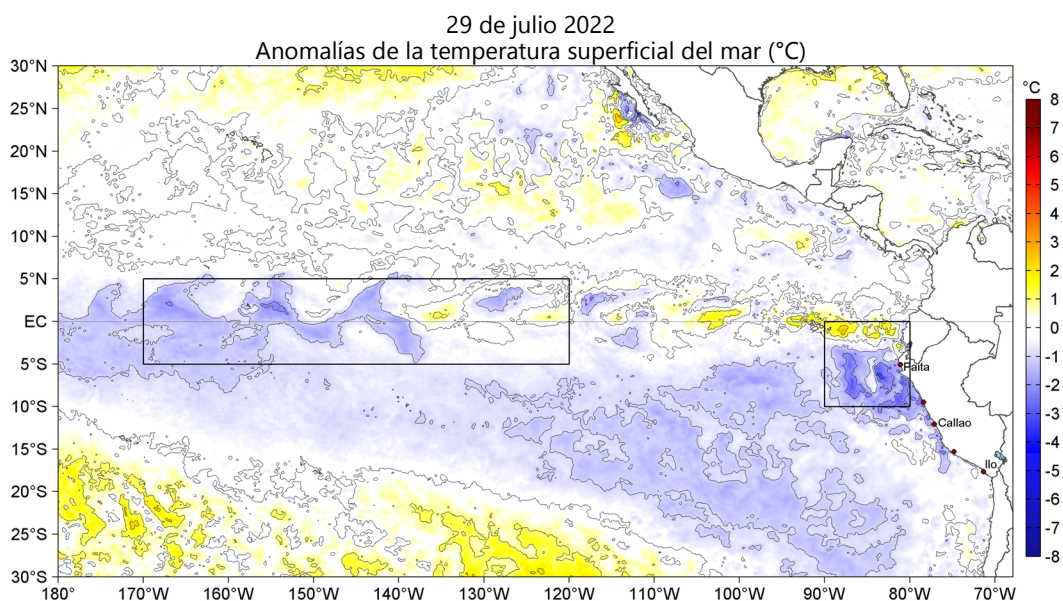 29 de julio 2022
Anomalías de la temperatura superficial del mar (°C)
30°N
25°N
20°N
15°N
10°N
5°N
EC
5°S
10°S
15°S
20°S
25°S
30°S
180 170°W 160°W 150°W 140°W 130°W 120°W 110°W 100°W 90°W 80°W 70°W
Paita
Callao
Ilo
°C
8
7
6
5
4
3
2
1
0
-1
-2
-3
-4
-5
-6
-7
-8